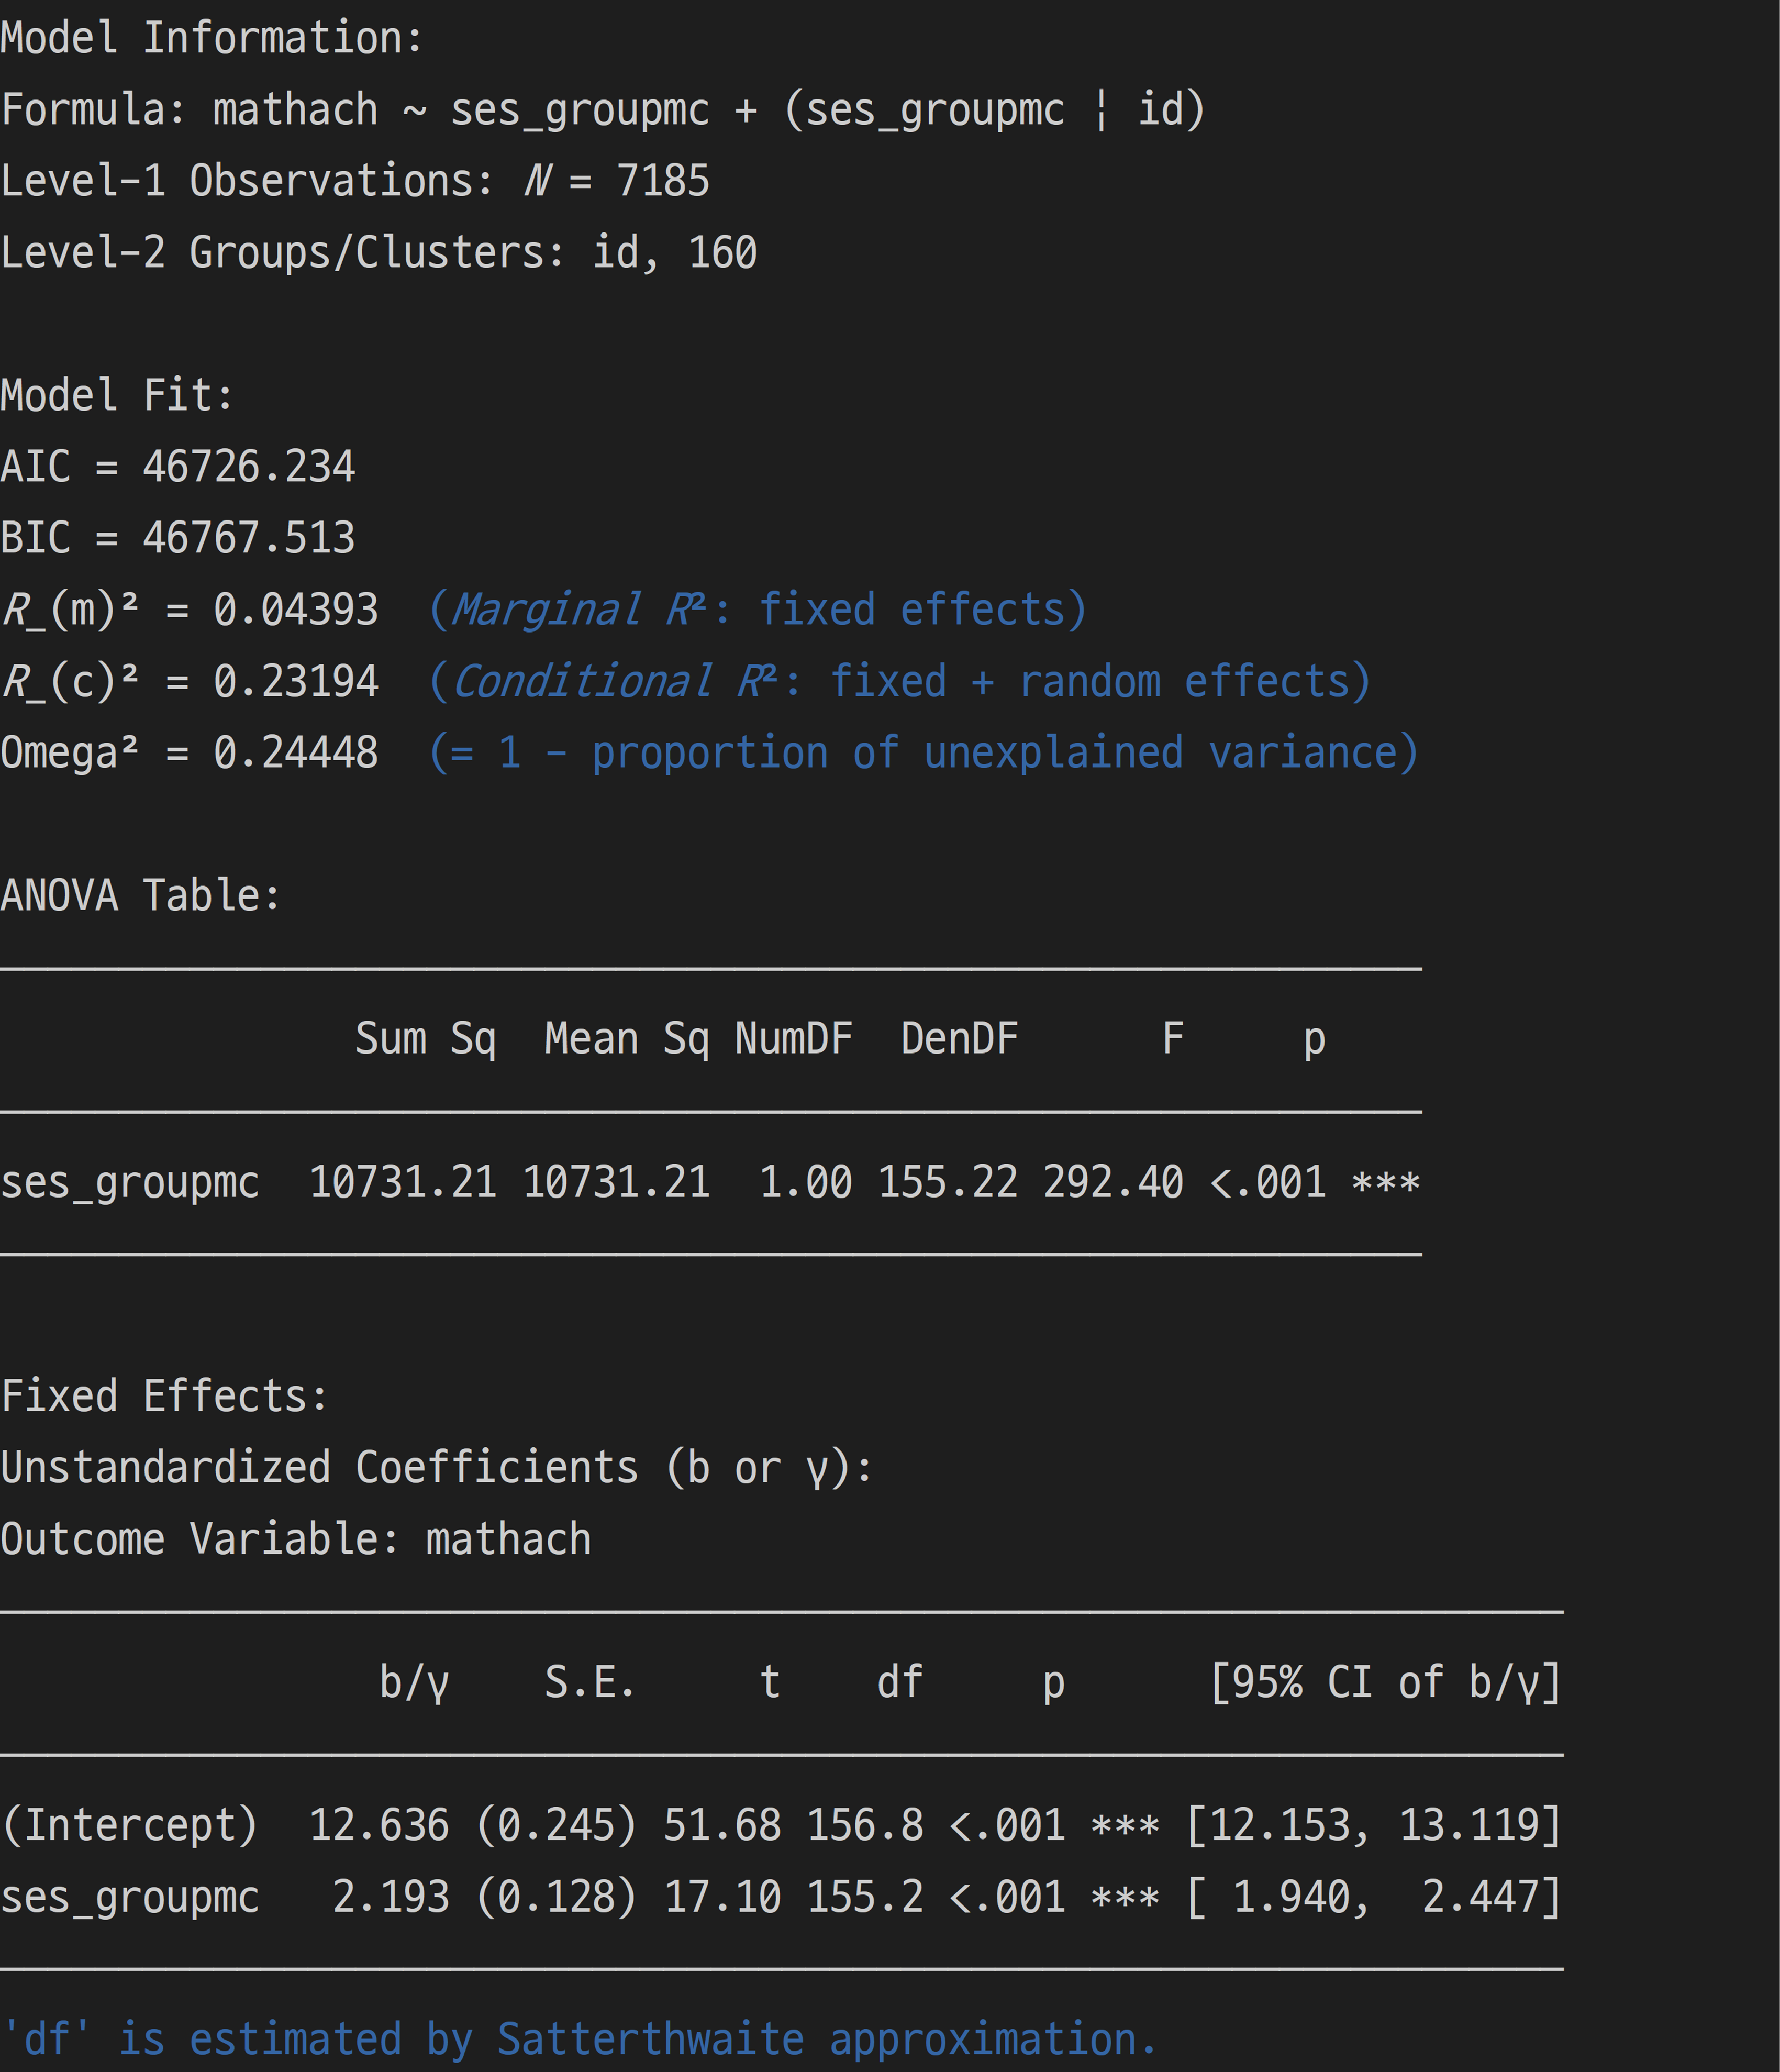 Model Information:
Formula: mathach ~ ses_groupmc + (ses_groupmc ¦ id)
Level-1 Observations: N = 7185
Level-2 Groups/Clusters: id, 160
Model Fit:
AIC = 46726.234
BIC = 46767.513
R_(m)² = 0.04393  (Marginal R²: fixed effects)
R_(c)² = 0.23194  (Conditional R²: fixed + random effects)
Omega² = 0.24448  (= 1 - proportion of unexplained variance)
ANOVA Table:
Sum Sq  Mean Sq NumDF  DenDF      F     p
ses_groupmc  10731.21 10731.21  1.00 155.22 292.40 <.001 ***
Fixed Effects:
Unstandardized Coefficients (b or γ):
Outcome Variable: mathach
b/γ    S.E.     t    df     p      [95% CI of b/γ]
(Intercept)  12.636 (0.245) 51.68 156.8 <.001 *** [12.153, 13.119]
ses_groupmc   2.193 (0.128) 17.10 155.2 <.001 *** [ 1.940,  2.447]
'df' is estimated by Satterthwaite approximation.